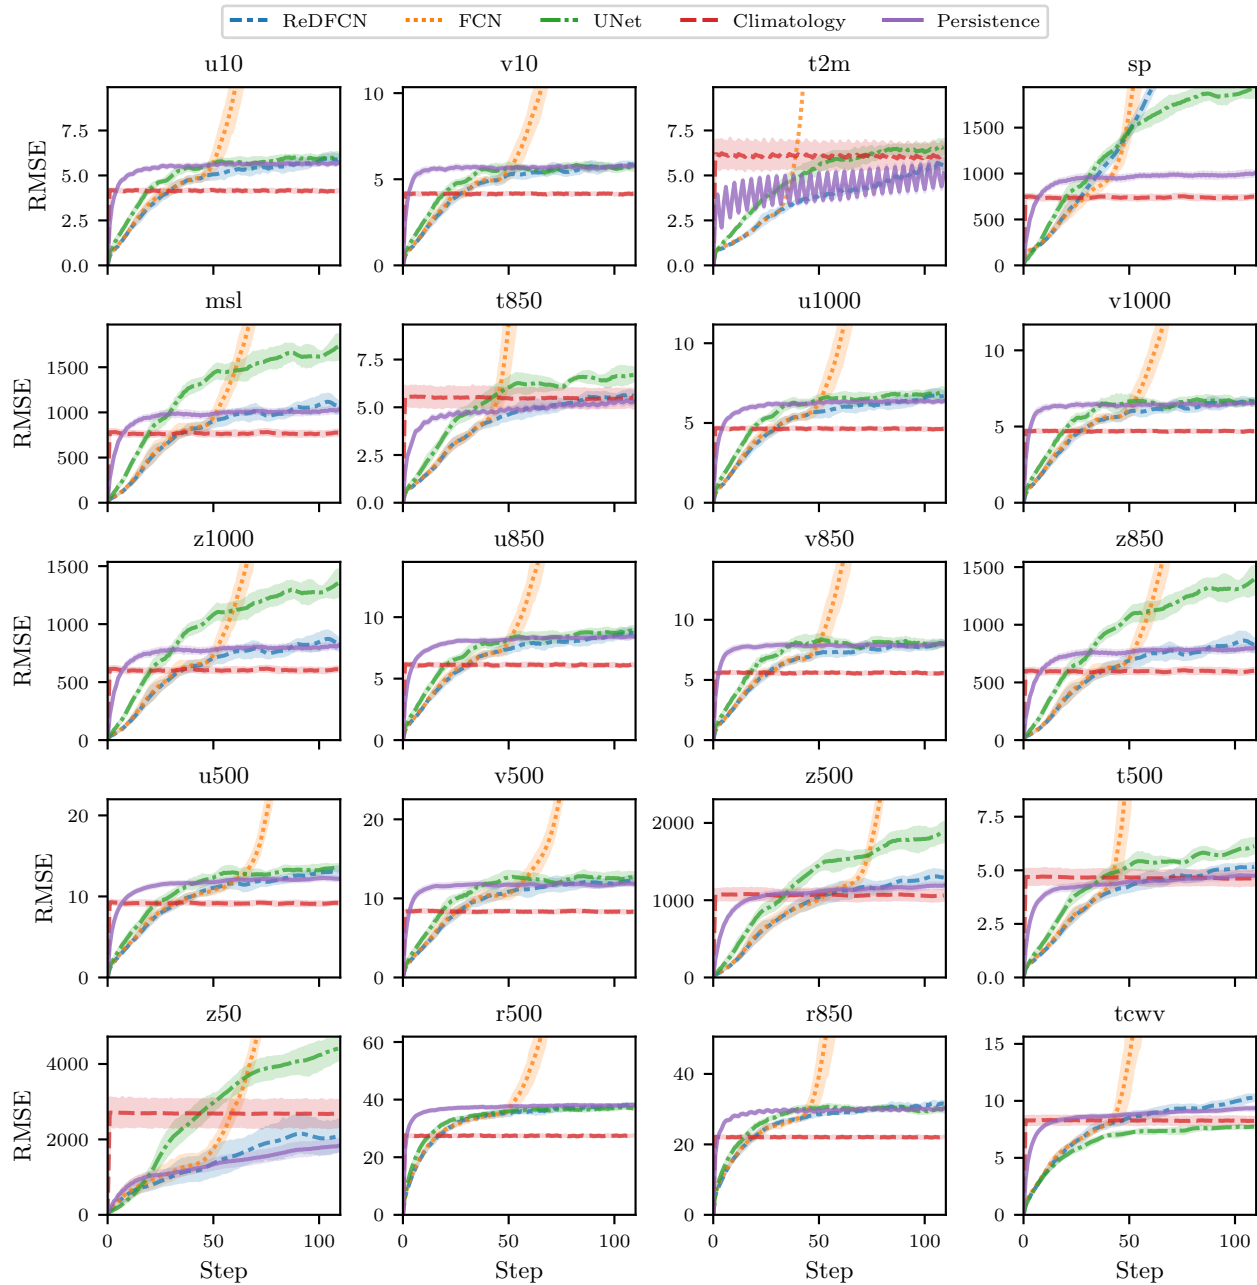 ReDFCN FCN UNet Climatology Persistence
u10 v10 t2m sp
RMSE
0.0 2.5 5.0 7.5
0 5 10
0.0 2.5 5.0 7.5
0 500 1000 1500
msl t850 u1000 v1000
RMSE
0 500 1000 1500
0.0 2.5 5.0 7.5
0 5 10
0 5 10
z1000 u850 v850 z850
RMSE
0 500 1000 1500
0 5 10
0 5 10
0 500 1000 1500
u500 v500 z500 t500
RMSE
0 10 20
0 10 20
0 1000 2000
0.0 2.5 5.0 7.5
z50 r500 r850 tcwv
RMSE
0 2000 4000
0 20 40 60
0 20 40
0 5 10 15
0 50 100 0 50 100 0 50 100 0 50 100
Step Step Step Step